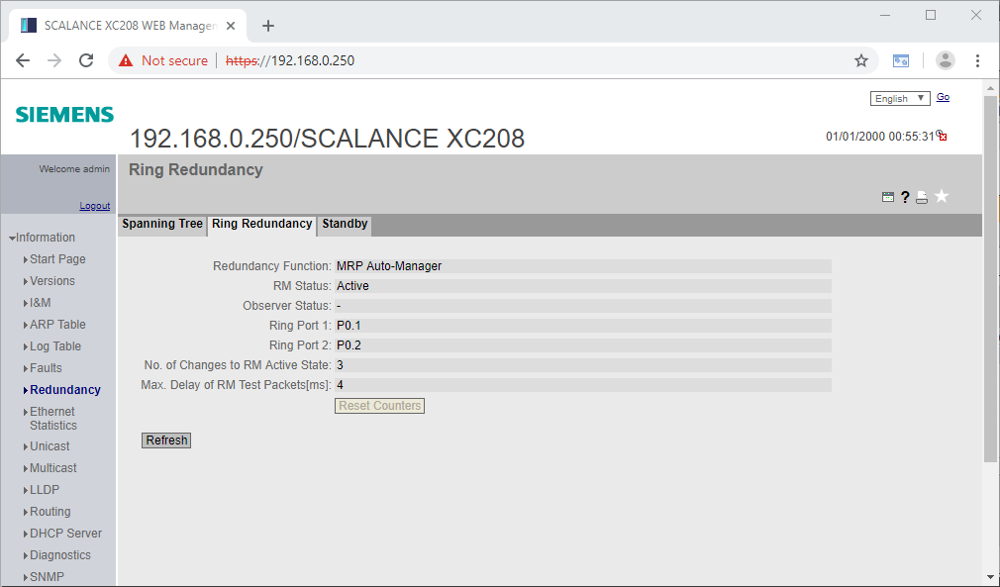 SCALANCE XC208 WEB Manager
Not secure
https://192.168.0.250
SIEMENS
English
Go
192.168.0.250/SCALANCE XC208
01/01/2000 00:55:31
Welcome admin
Logout
Ring Redundancy
?
Spanning Tree
Ring Redundancy
Standby
Information
Start Page
Versions
I&M
ARP Table
Log Table
Faults
Redundancy
Ethernet
Statistics
Unicast
Multicast
LLDP
Routing
DHCP Server
Diagnostics
SNMP
Redundancy Function: MRP Auto-Manager
RM Status: Active
Observer Status: -
Ring Port 1: P0.1
Ring Port 2: P0.2
No. of Changes to RM Active State: 3
Max. Delay of RM Test Packets[ms]: 4
Reset Counters
Refresh